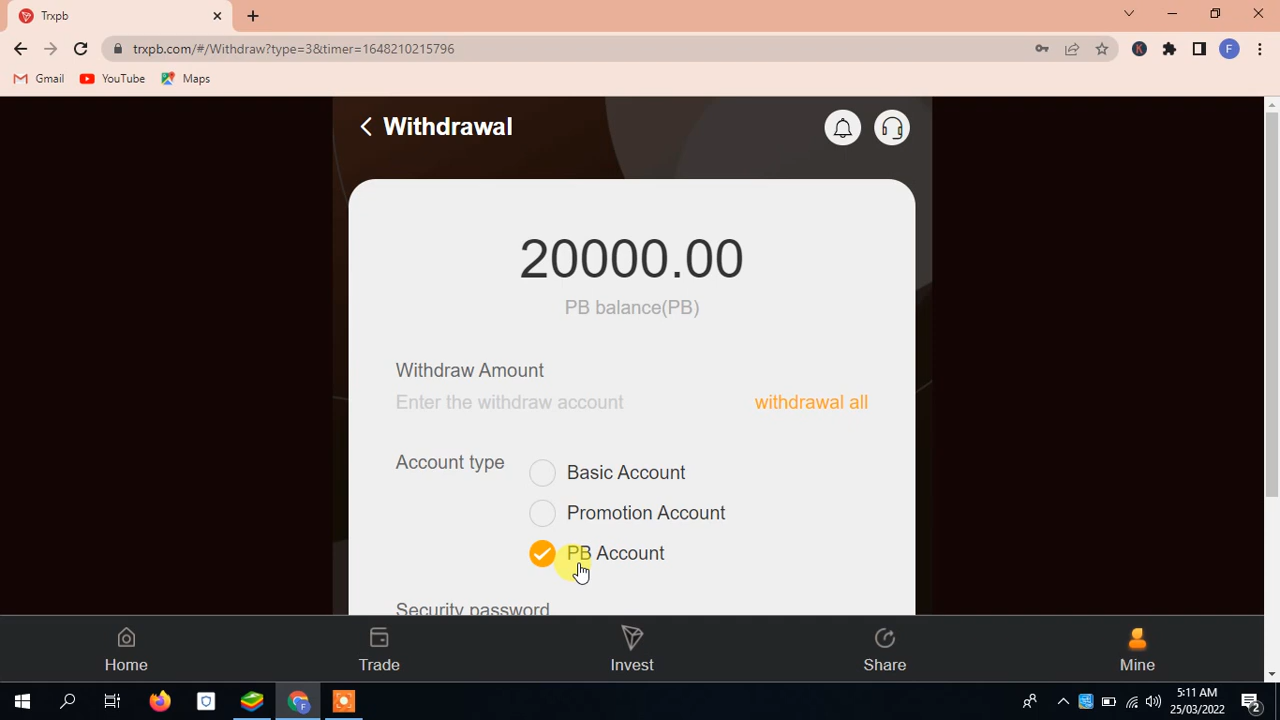 Trxpb
trxpb.com/#/Withdraw?type=3&timer=1648210215796
K
F
Gmail
YouTube
Maps
Withdrawal
20000.00
PB balance(PB)
Withdraw Amount
Enter the withdraw account
withdrawal all
Account type
Basic Account
Promotion Account
PB Account
Security password
Home
Trade
Invest
Share
Mine
F
5:11 AM
25/03/2022
2